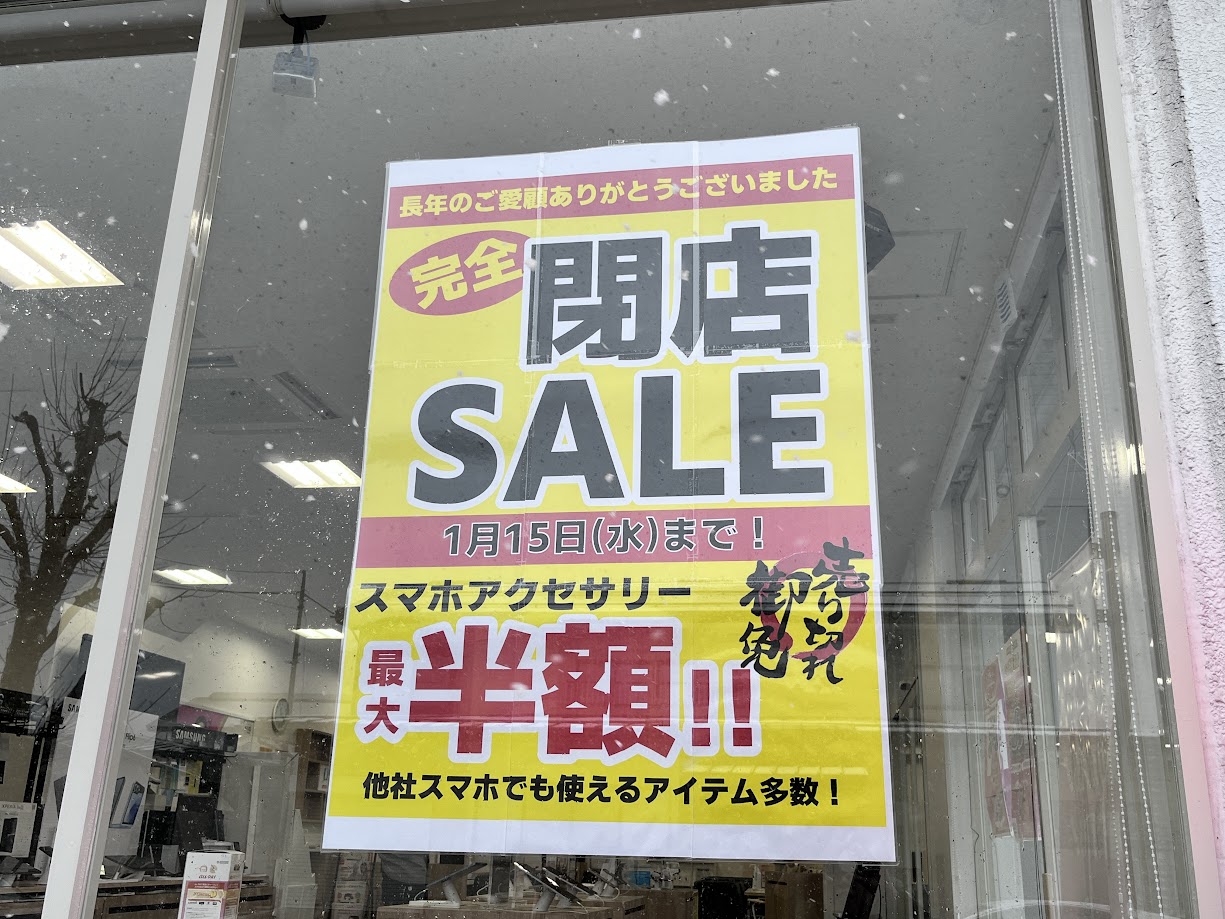 長年のご愛顧ありがとうございました
完全
閉店
SALE
1月15日(水)まで！
スマホアクセサリー
売り切れ
御免
最大
半額!!
他社スマホでも使えるアイテム多数！
SAMSUNG